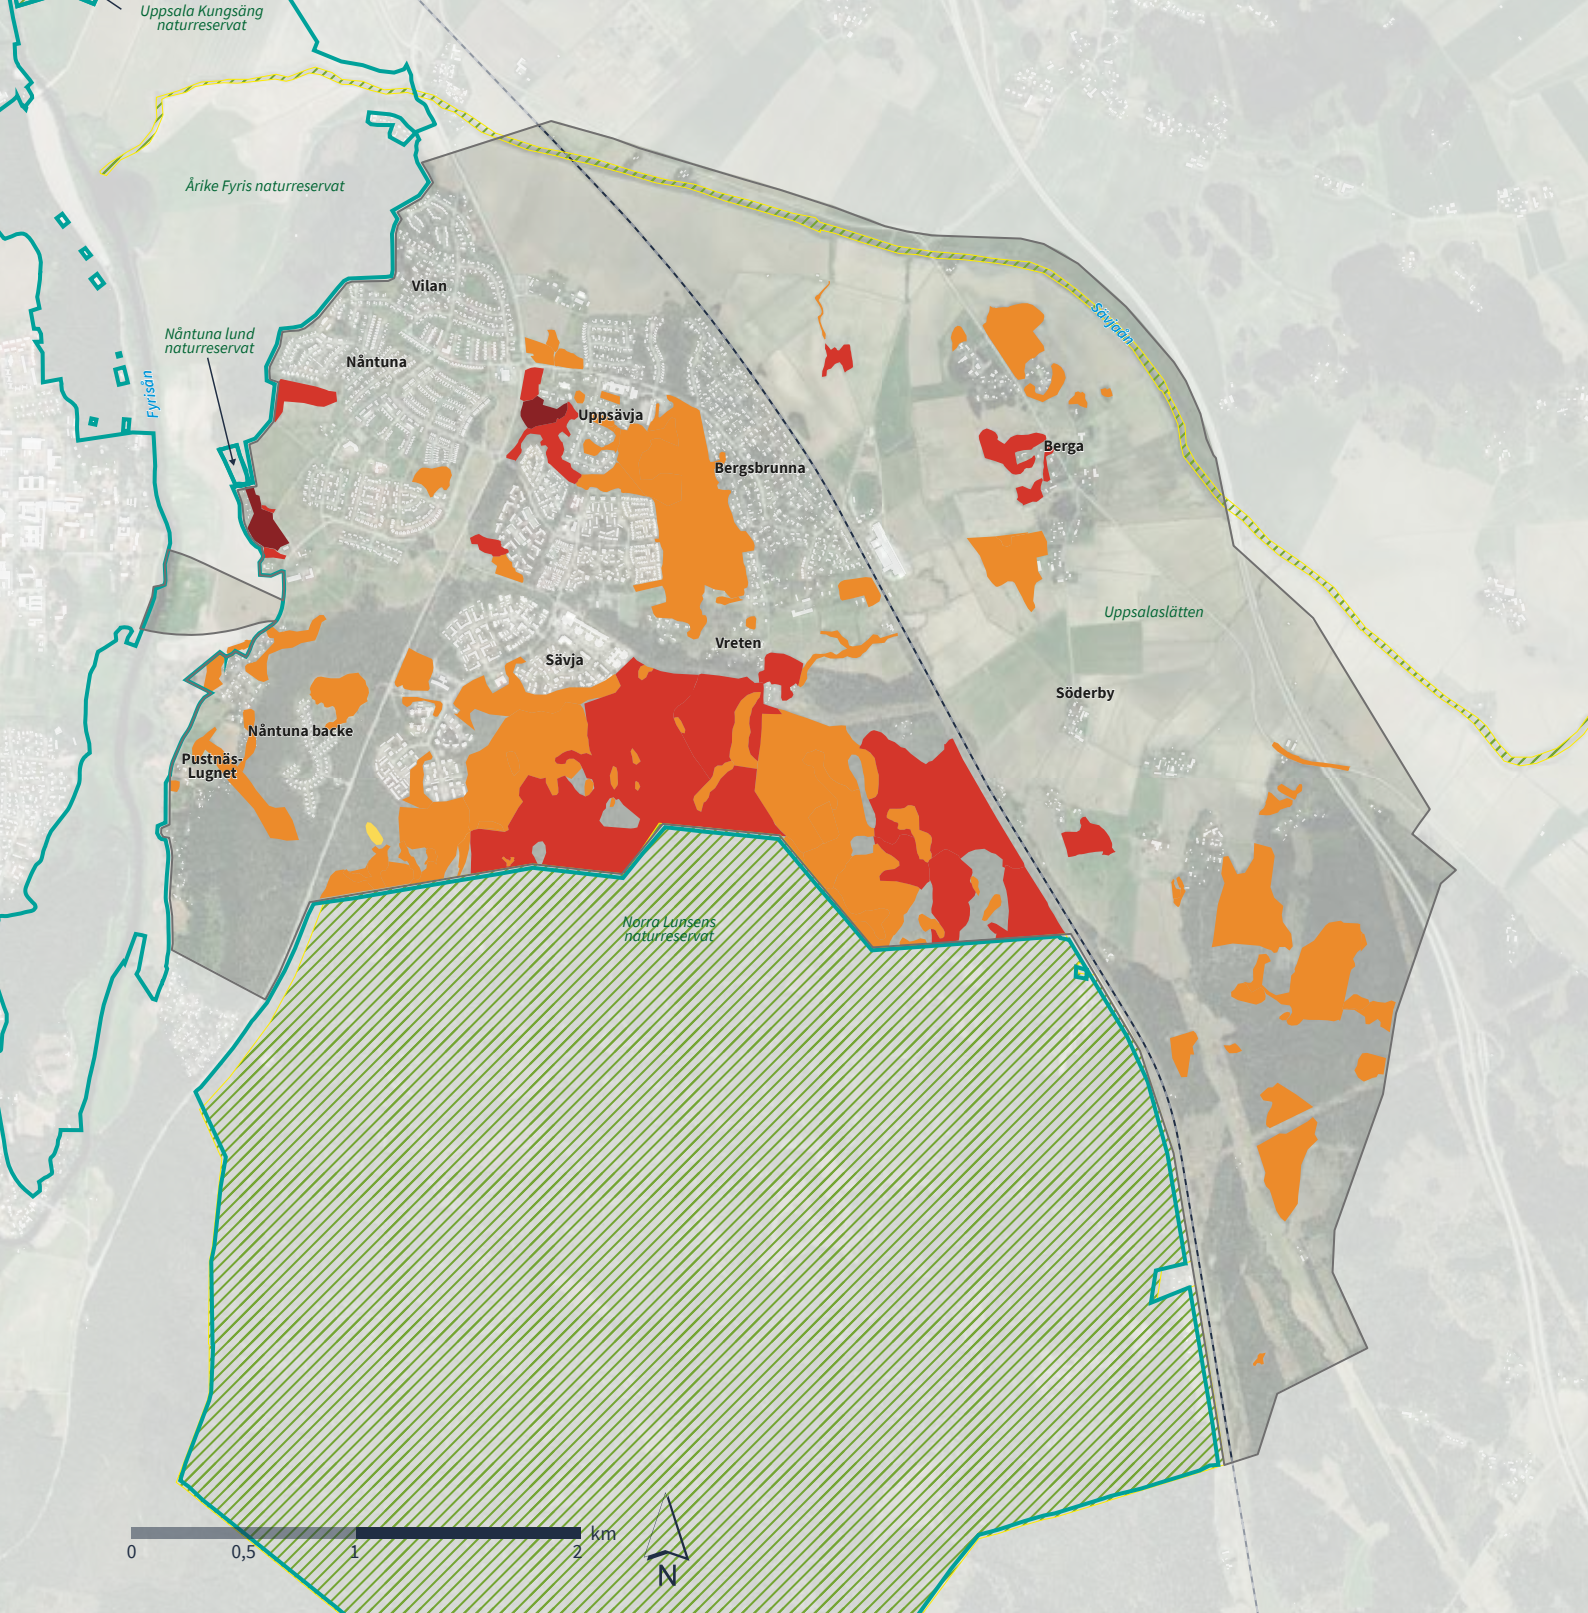 Uppsala Kungsäng
naturreservat
Årike Fyris naturreservat
Vilan
Sävjaån
Nåntuna lund
naturreservat
Nåntuna
Fyrisån
Uppsävja
Bergsbrunna
Berga
Uppsalaslätten
Vreten
Sävja
Söderby
Nåntuna backe
Pustnäs-
Lugnet
Norra Lunsens
naturreservat
km
0 0,5 1 2
N